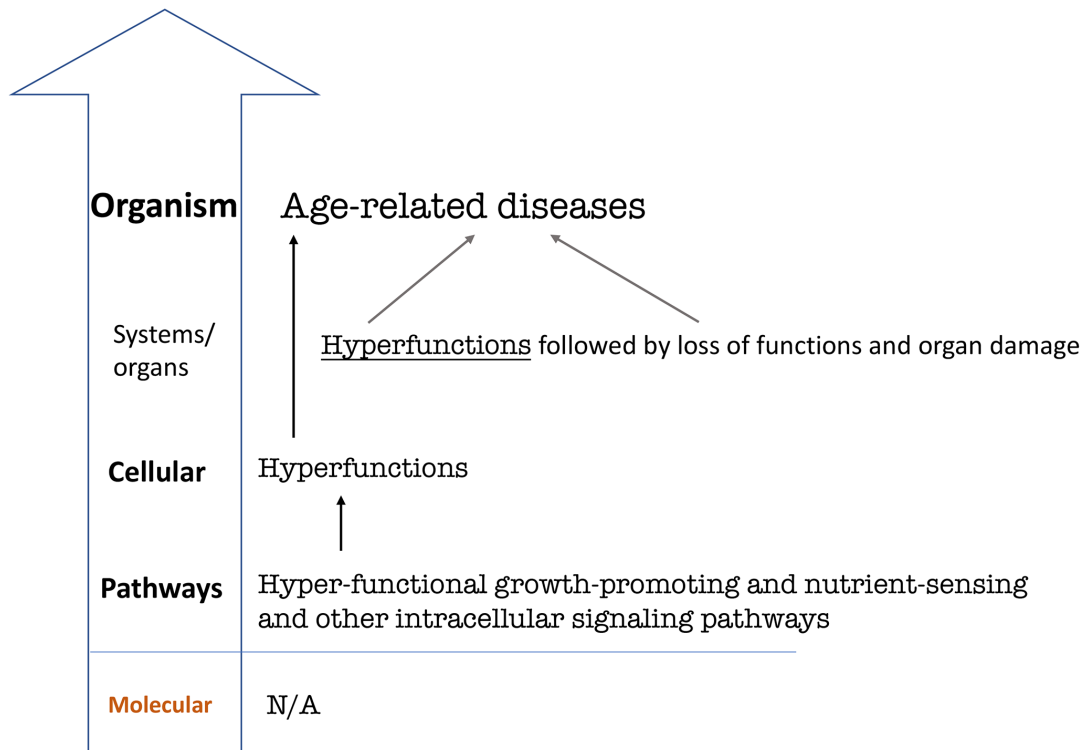 Organism Age-related diseases
Systems/
organs
Hyperfunctions followed by loss of functions and organ damage
Cellular Hyperfunctions
Pathways Hyper-functional growth-promoting and nutrient-sensing
and other intracellular signaling pathways
Molecular N/A